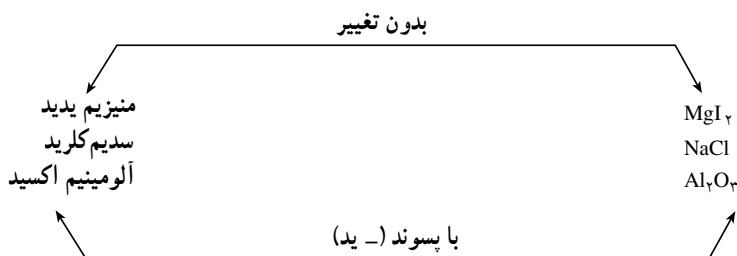 بدون تغییر
منیزیم یدید MgI۲
سدیم کلرید NaCl
آلومینیم اکسید Al۲O۳
با پسوند (ـ ید)